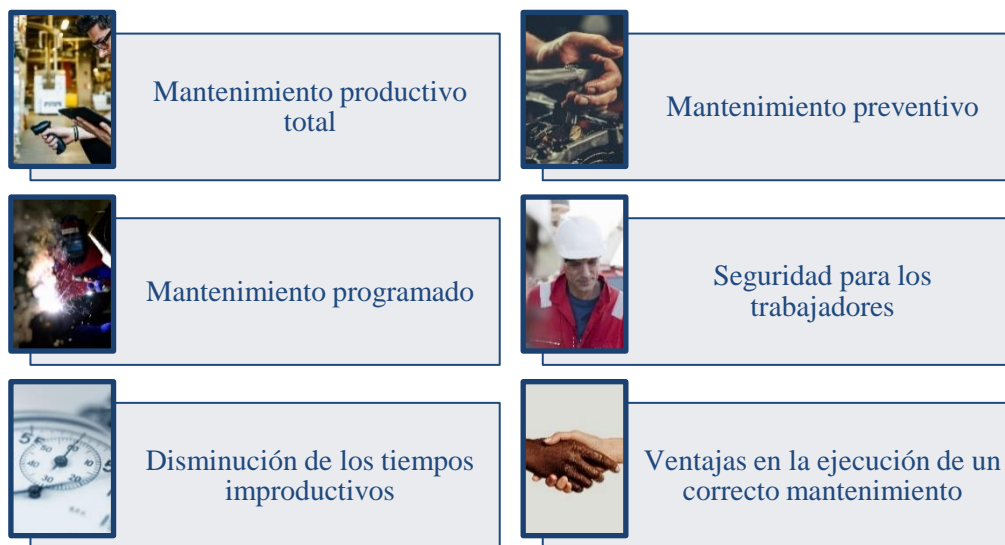 Mantenimiento productivo
total
Mantenimiento preventivo
Mantenimiento programado
Seguridad para los
trabajadores
Disminución de los tiempos
improductivos
Ventajas en la ejecución de un
correcto mantenimiento